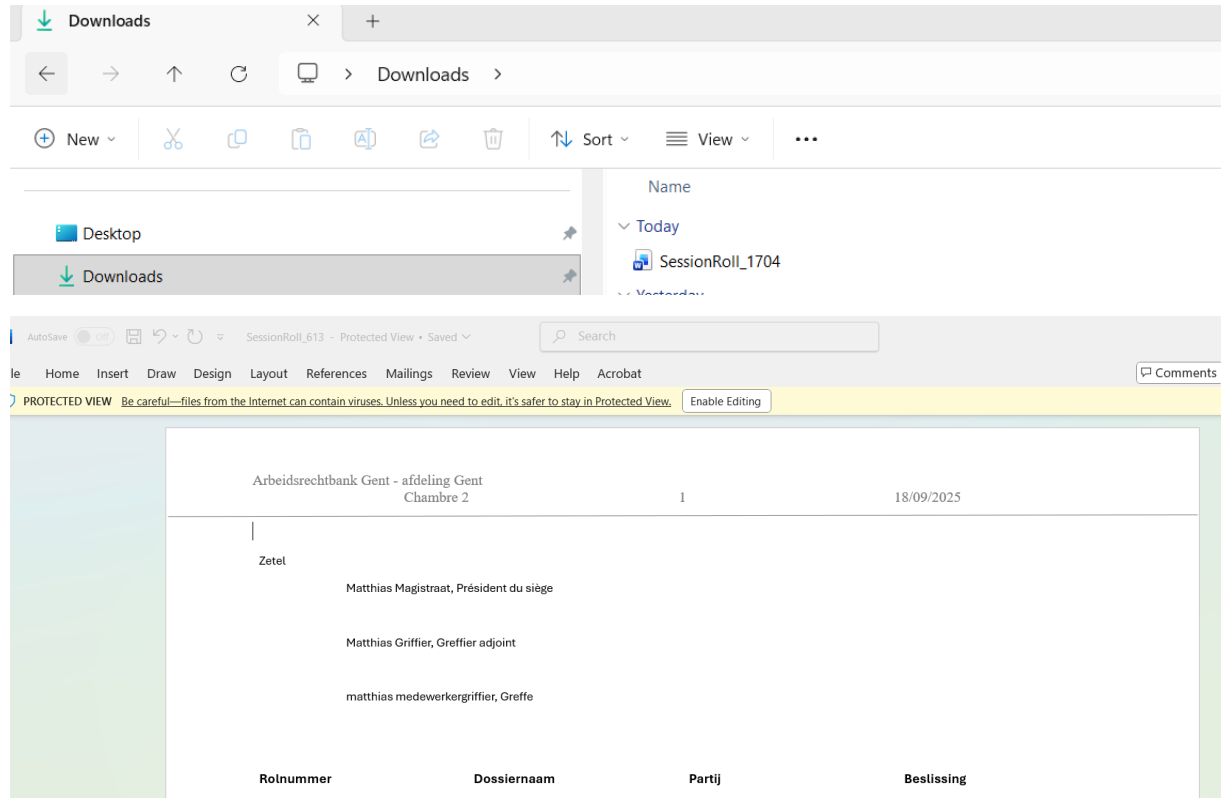 Downloads
Downloads
New
Sort
View
Name
Desktop
Today
Downloads
SessionRoll_1704
Yesterday
AutoSave Off SessionRoll_613 - Protected View • Saved Search
Home Insert Draw Design Layout References Mailings Review View Help Acrobat Comments
PROTECTED VIEW Be careful—files from the Internet can contain viruses. Unless you need to edit, it's safer to stay in Protected View. Enable Editing
Arbeidsrechtbank Gent - afdeling Gent
Chambre 2 1 18/09/2025
Zetel
Matthias Magistraat, Président du siège
Matthias Griffier, Greffier adjoint
matthias medewerkergriffier, Greffe
Rolnummer Dossiernaam Partij Beslissing